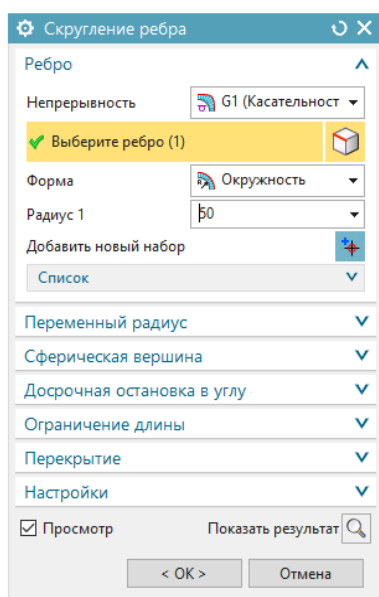 Скругление ребра
Ребро
Непрерывность G1 (Касательност
Выберите ребро (1)
Форма Окружность
Радиус 1 50
Добавить новый набор
Список
Переменный радиус
Сферическая вершина
Досрочная остановка в углу
Ограничение длины
Перекрытие
Настройки
Просмотр Показать результат
< OK > Отмена